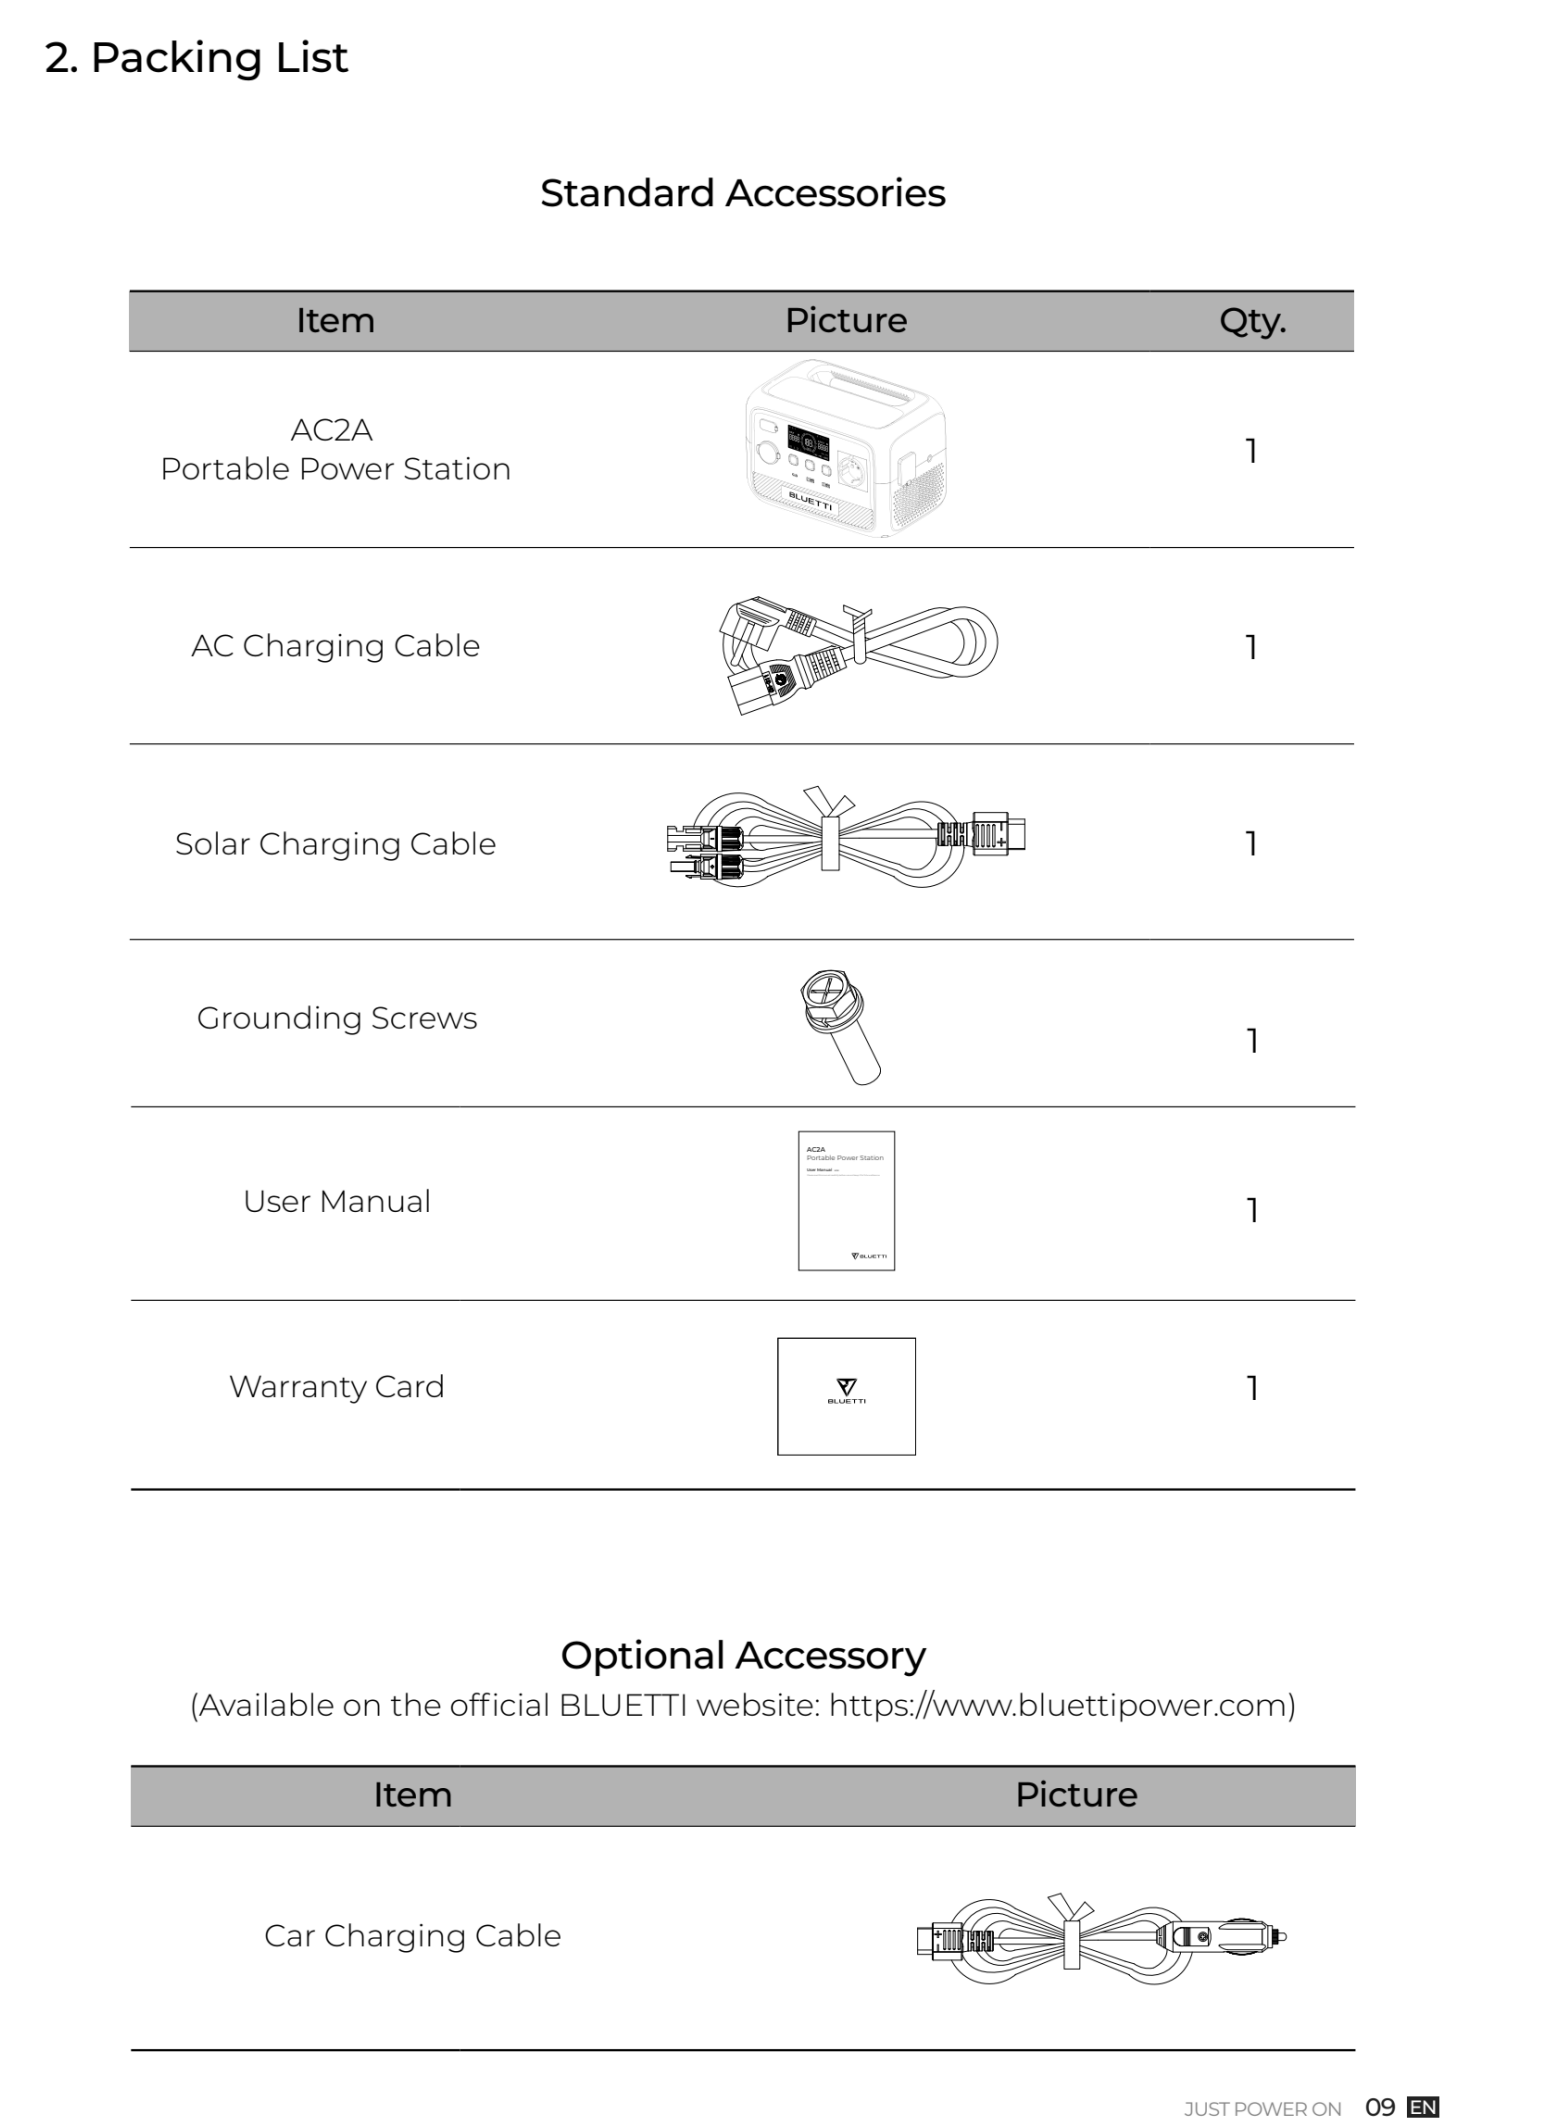 2. Packing List
Standard Accessories
Item Picture Qty.
AC2A
Portable Power Station
BLUETTI
1
AC Charging Cable
1
Solar Charging Cable
1
Grounding Screws
1
AC2A
Portable Power Station
User Manual
BLUETTI
User Manual
1
Warranty Card
BLUETTI
1
Optional Accessory
(Available on the official BLUETTI website: https://www.bluettipower.com)
Item Picture
Car Charging Cable
JUST POWER ON 09 EN